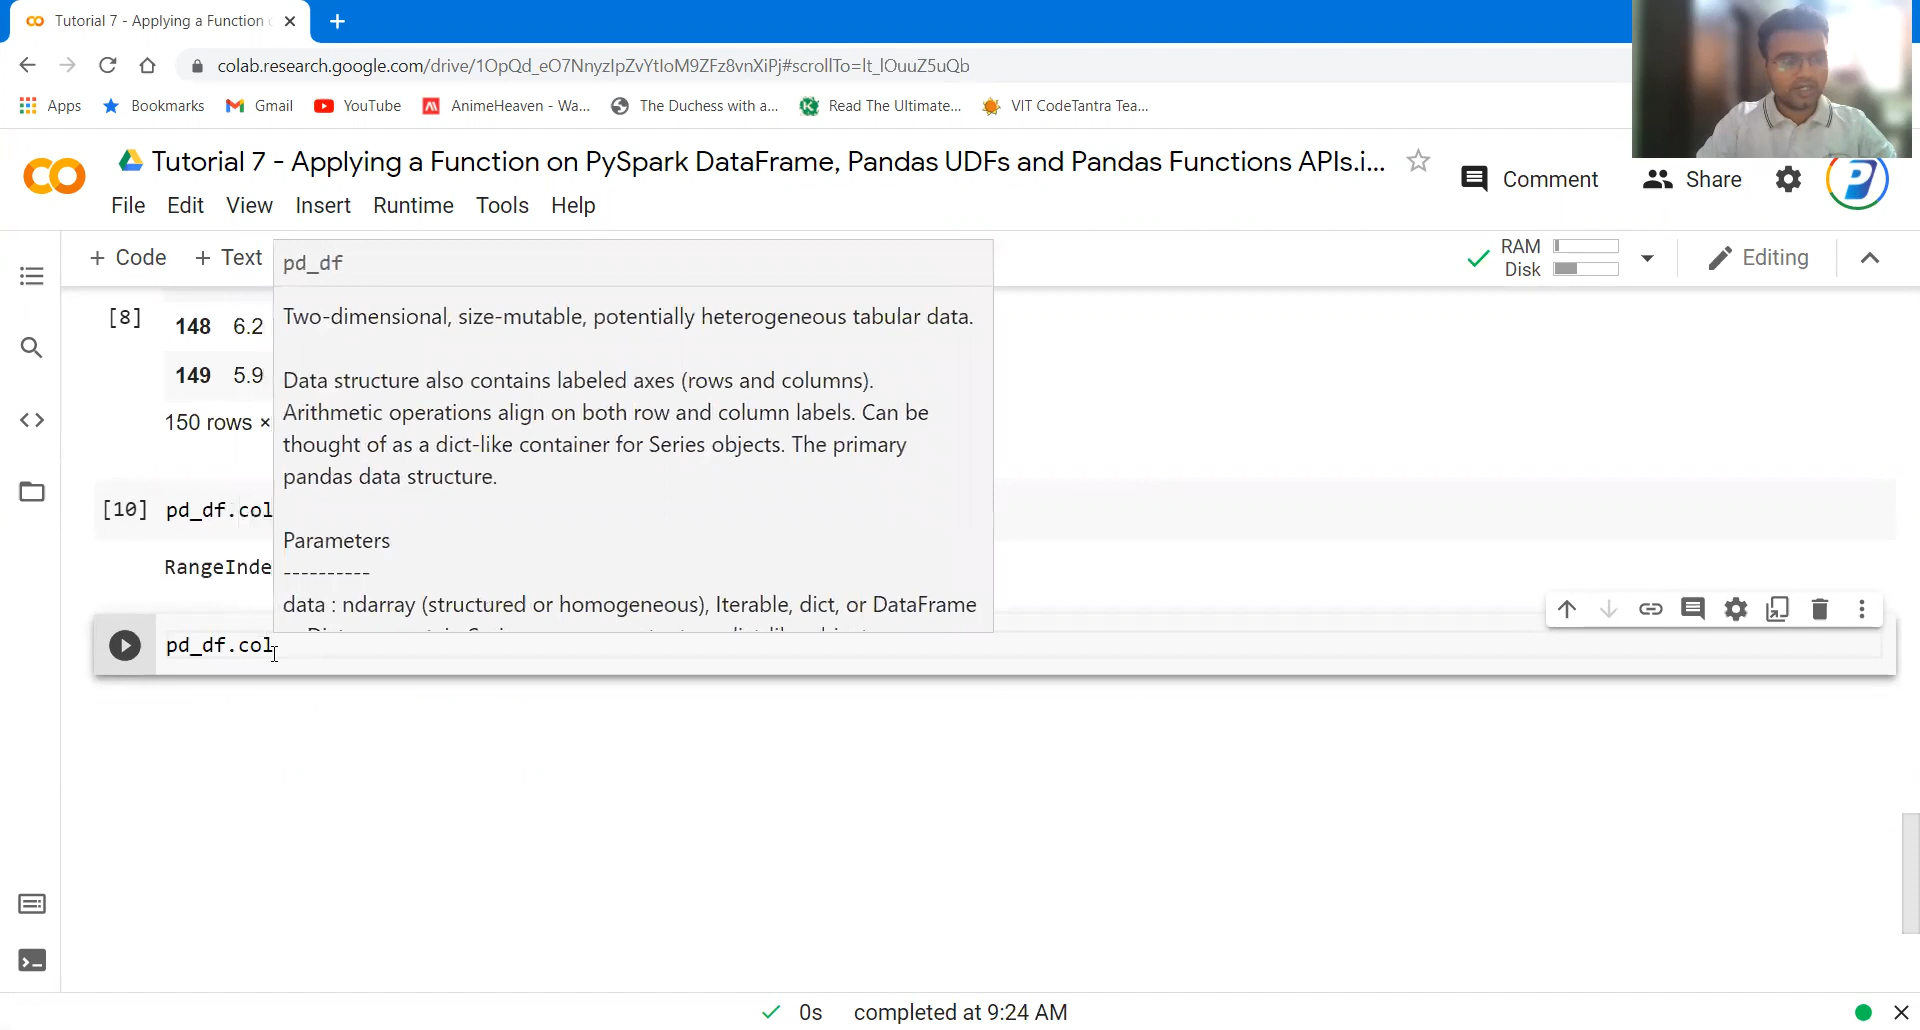 Tutorial 7 - Applying a Function
colab.research.google.com/drive/1OpQd_eO7NnyzIpZvYtIoM9ZFz8vnXiPj#scrollTo=lt_lOuuZ5uQb
Apps Bookmarks Gmail YouTube AnimeHeaven - Wa... The Duchess with a... Read The Ultimate... VIT CodeTantra Tea...
Tutorial 7 - Applying a Function on PySpark DataFrame, Pandas UDFs and Pandas Functions APIs.i...
Comment Share
File Edit View Insert Runtime Tools Help
+ Code + Text
RAM
Disk
Editing
pd_df
[8]
148 6.2
149 5.9
150 rows ×
Two-dimensional, size-mutable, potentially heterogeneous tabular data.
Data structure also contains labeled axes (rows and columns).
Arithmetic operations align on both row and column labels. Can be
thought of as a dict-like container for Series objects. The primary
pandas data structure.
Parameters
----------
data : ndarray (structured or homogeneous), Iterable, dict, or DataFrame
[10] pd_df.col
RangeInde
pd_df.col
0s completed at 9:24 AM